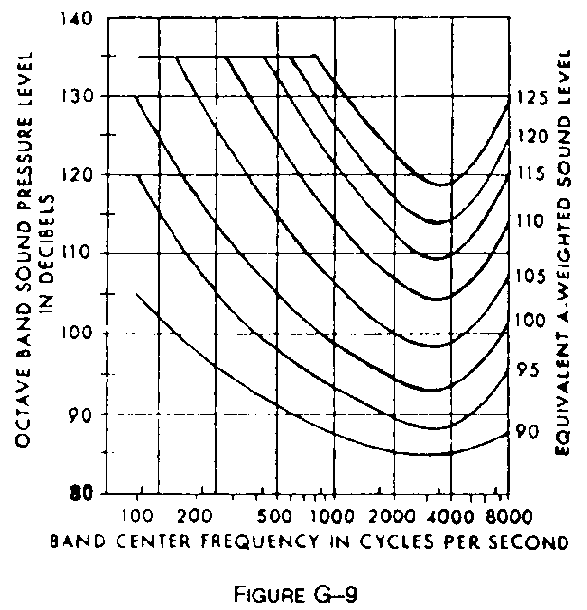 140
130
120
110
100
90
80
OCTAVE BAND SOUND PRESSURE LEVEL
IN DECIBELS
125
120
115
110
105
100
95
90
EQUIVALENT A-WEIGHTED SOUND LEVEL
100 200 500 1000 2000 4000 8000
BAND CENTER FREQUENCY IN CYCLES PER SECOND
FIGURE G-9